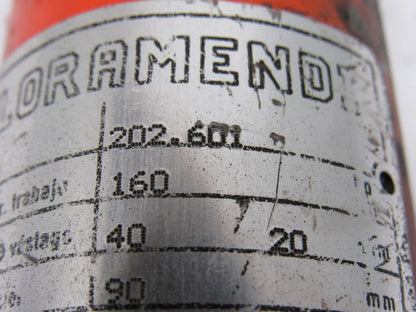 LORAMENDI
202.601
r. trabajo 160 p
Ø vástago 40 20
90 mm